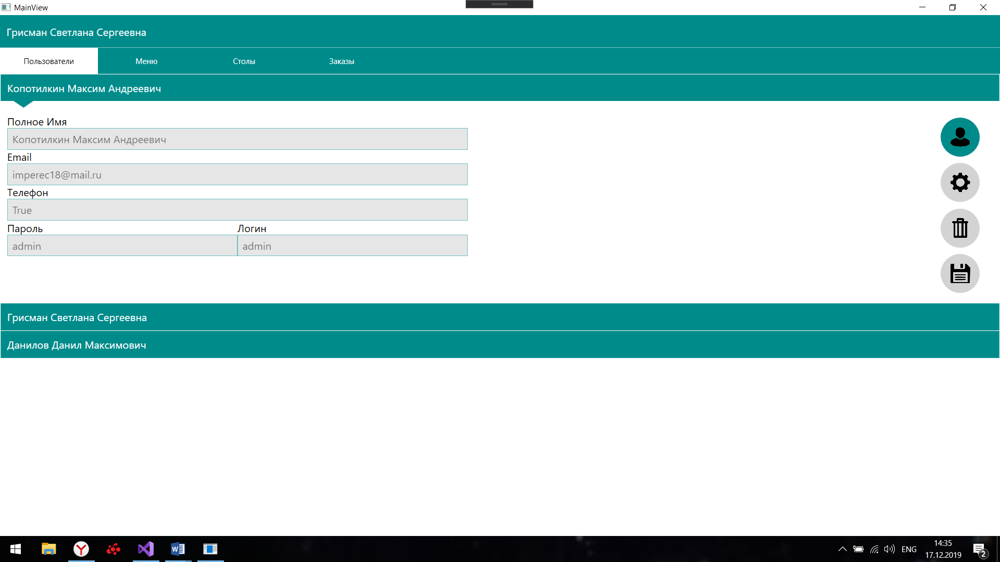 MainView
Грисман Светлана Сергеевна
Пользователи Меню Столы Заказы
Копотилкин Максим Андреевич
Полное Имя
Копотилкин Максим Андреевич
Email
imperec18@mail.ru
Телефон
True
Пароль Логин
admin admin
Грисман Светлана Сергеевна
Данилов Данил Максимович
ENG
14:35
17.12.2019
2